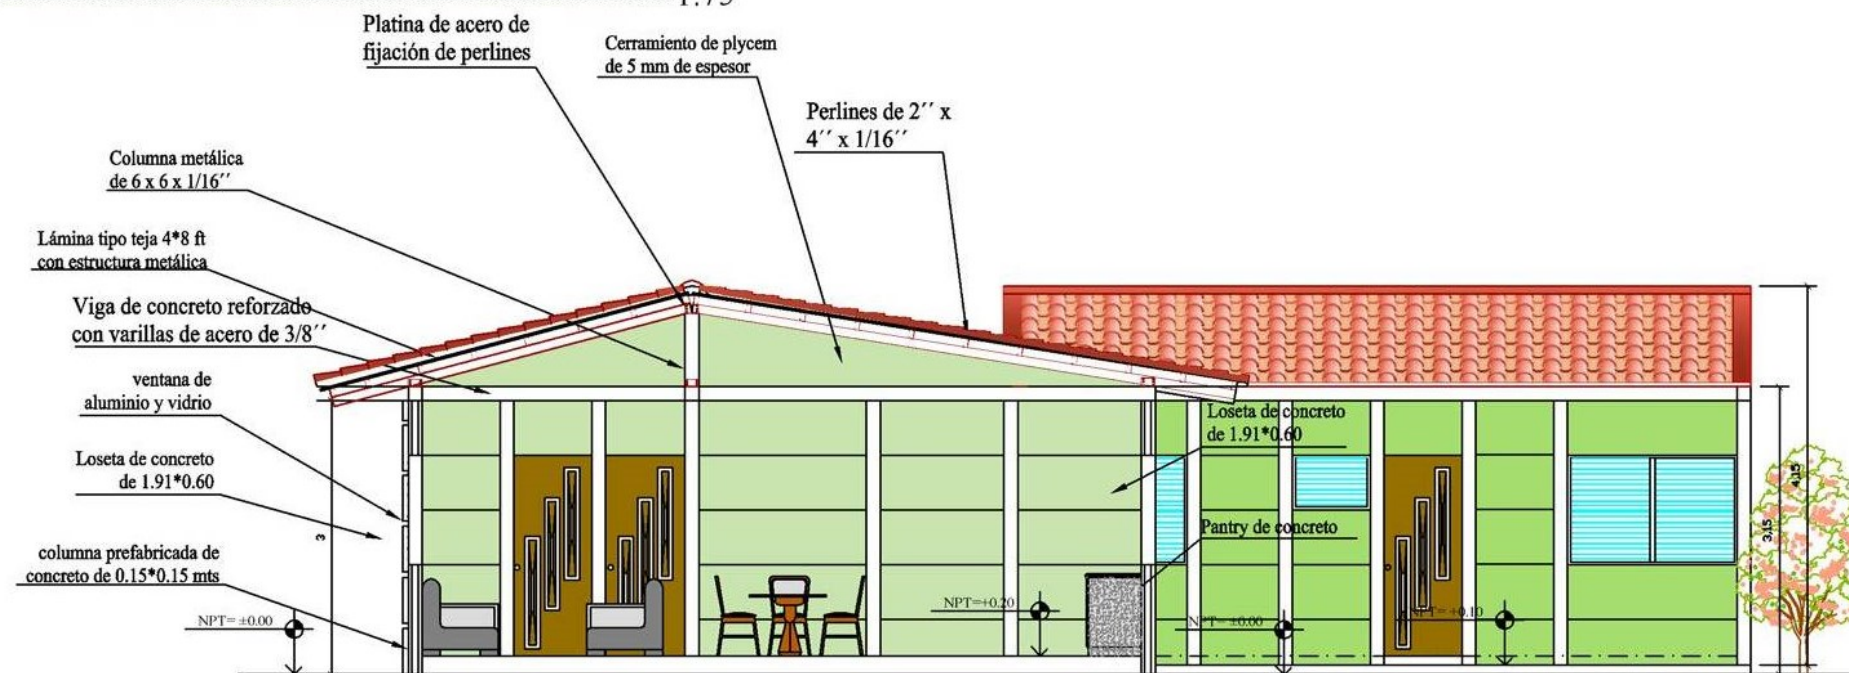 1:75
Platina de acero de
fijación de perlines
Cerramiento de plycem
de 5 mm de espesor
Perlines de 2´´ x
4´´ x 1/16´´
Columna metálica
de 6 x 6 x 1/16´´
Lámina tipo teja 4*8 ft
con estructura metálica
Viga de concreto reforzado
con varillas de acero de 3/8´´
ventana de
aluminio y vidrio
Loseta de concreto
de 1.91*0.60
Loseta de concreto
de 1.91*0.60
Pantry de concreto
columna prefabricada de
concreto de 0.15*0.15 mts
3
4,15
3,15
NPT= ±0.00
NPT=+0.20
NPT= ±0.00
NPT= +0.10